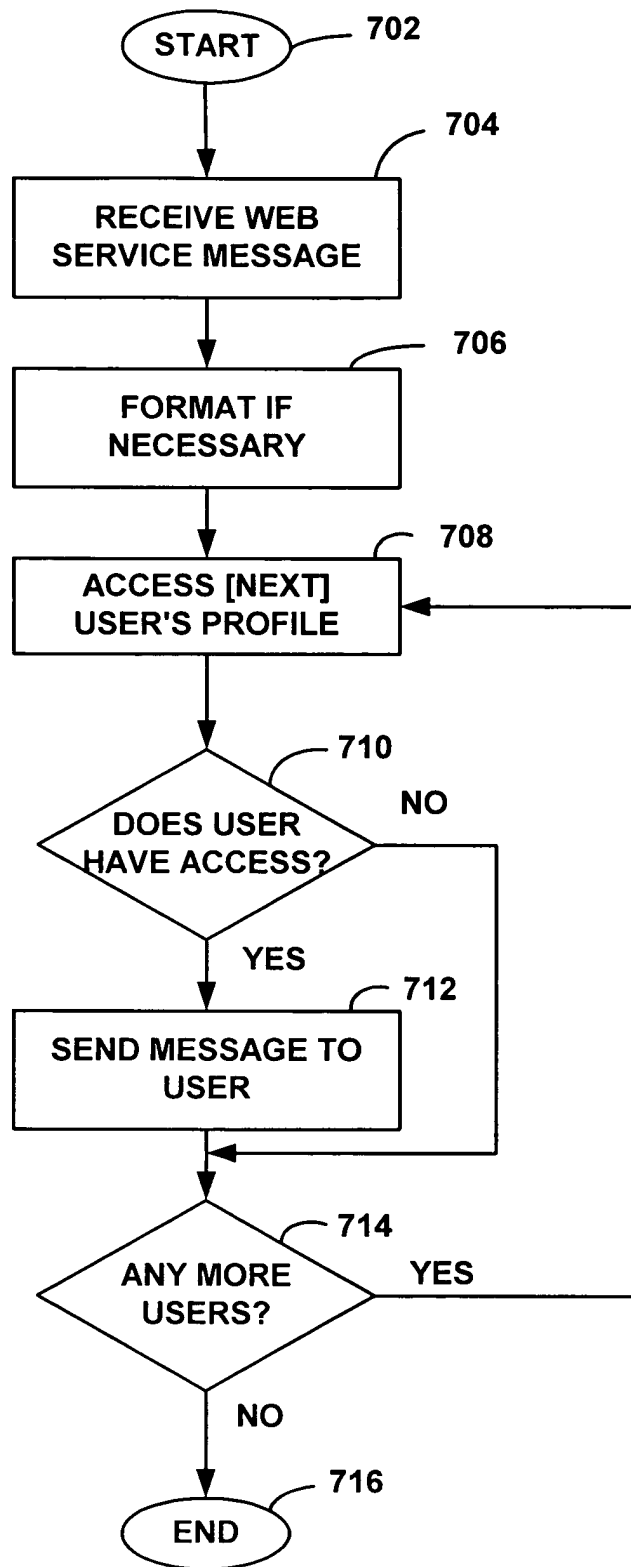 START
702
704
RECEIVE WEB
SERVICE MESSAGE
706
FORMAT IF
NECESSARY
708
ACCESS [NEXT]
USER'S PROFILE
710
NO
DOES USER
HAVE ACCESS?
YES
712
SEND MESSAGE TO
USER
714
ANY MORE
USERS?
YES
NO
716
END